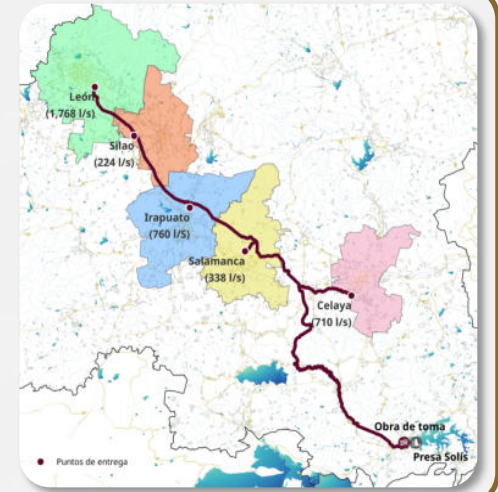 León
(1,768 l/s)
Silao
(224 l/s)
Irapuato
(760 l/S)
Salamanca
(338 l/s)
Celaya
(710 l/s)
Obra de toma
Presa Solís
Puntos de entrega